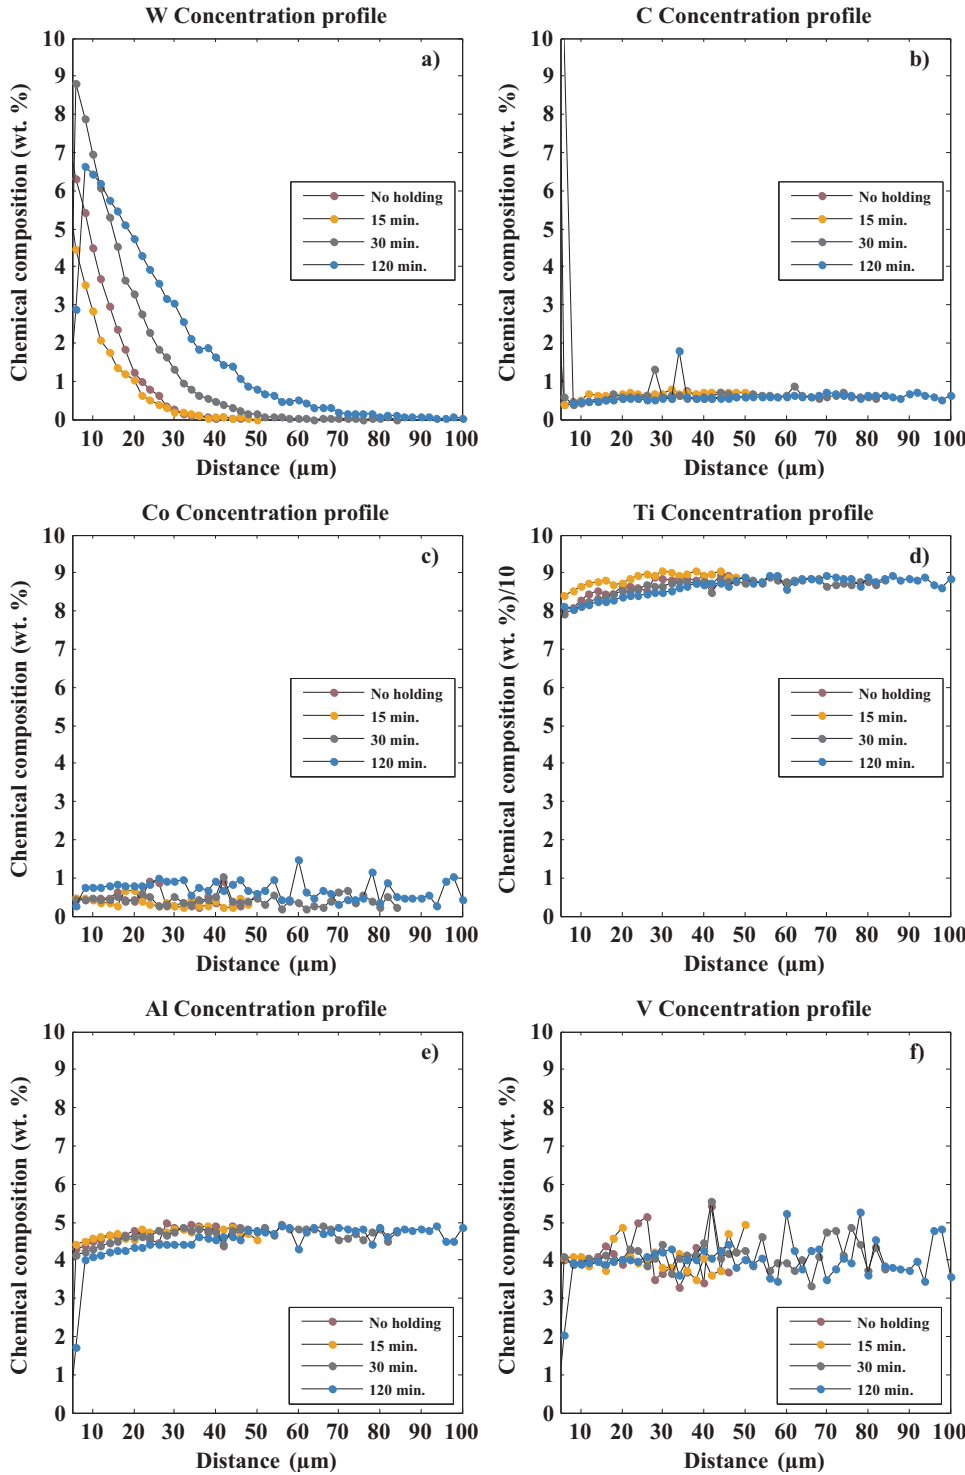 W Concentration profile
C Concentration profile
a)
b)
Chemical composition (wt. %)
Chemical composition (wt. %)
10
9
8
7
6
5
4
3
2
1
0
10
9
8
7
6
5
4
3
2
1
0
No holding
15 min.
30 min.
120 min.
No holding
15 min.
30 min.
120 min.
10 20 30 40 50 60 70 80 90 100
10 20 30 40 50 60 70 80 90 100
Distance (µm)
Distance (µm)
Co Concentration profile
Ti Concentration profile
c)
d)
Chemical composition (wt. %)
Chemical composition (wt. %)/10
10
9
8
7
6
5
4
3
2
1
0
10
9
8
7
6
5
4
3
2
1
0
No holding
15 min.
30 min.
120 min.
No holding
15 min.
30 min.
120 min.
10 20 30 40 50 60 70 80 90 100
10 20 30 40 50 60 70 80 90 100
Distance (µm)
Distance (µm)
Al Concentration profile
V Concentration profile
e)
f)
Chemical composition (wt. %)
Chemical composition (wt. %)
10
9
8
7
6
5
4
3
2
1
0
10
9
8
7
6
5
4
3
2
1
0
No holding
15 min.
30 min.
120 min.
No holding
15 min.
30 min.
120 min.
10 20 30 40 50 60 70 80 90 100
10 20 30 40 50 60 70 80 90 100
Distance (µm)
Distance (µm)